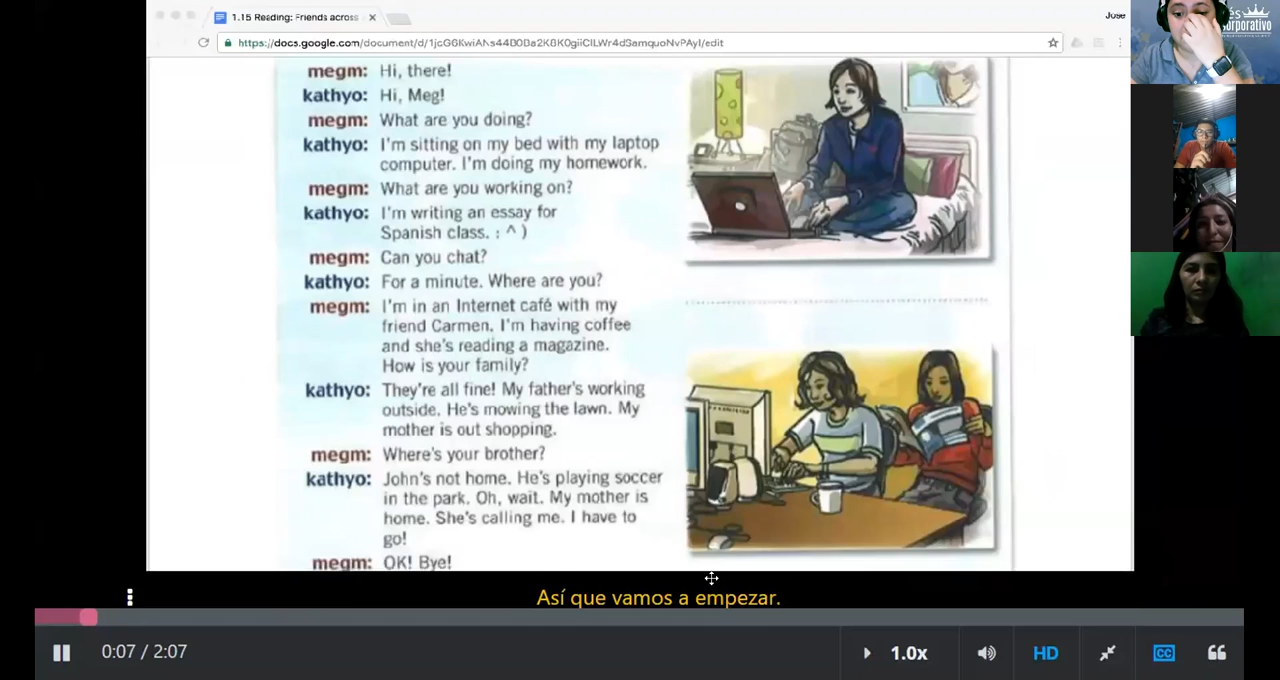 1.15 Reading: Friends across
Jose
és
corporativo
https://docs.google.com/document/d/1jcG6KwiANs44B0Ba2KBK0giiCILWr4dSamquoNvPAyI/edit
megm: Hi, there!
kathyo: Hi, Meg!
megm: What are you doing?
kathyo: I'm sitting on my bed with my laptop
computer. I'm doing my homework.
megm: What are you working on?
kathyo: I'm writing an essay for
Spanish class. : ^ )
megm: Can you chat?
kathyo: For a minute. Where are you?
megm: I'm in an Internet café with my
friend Carmen. I'm having coffee
and she's reading a magazine.
How is your family?
kathyo: They're all fine! My father's working
outside. He's mowing the lawn. My
mother is out shopping.
megm: Where's your brother?
kathyo: John's not home. He's playing soccer
in the park. Oh, wait. My mother is
home. She's calling me. I have to
go!
megm: OK! Bye!
Así que vamos a empezar.
0:07 / 2:07
1.0x
HD
CC